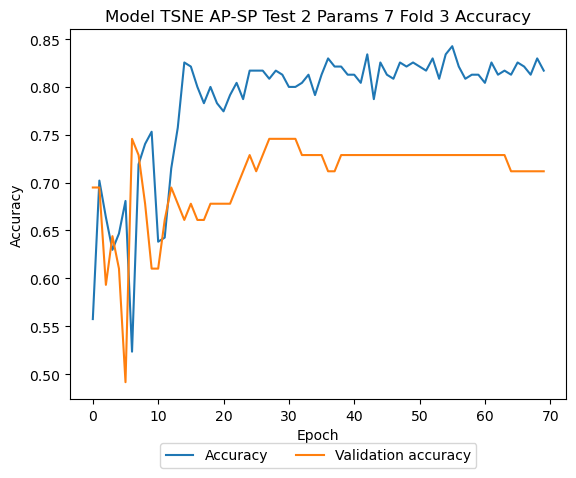 Model TSNE AP-SP Test 2 Params 7 Fold 3 Accuracy
0.85
0.80
0.75
0.70
0.65
0.60
0.55
0.50
Accuracy
0 10 20 30 40 50 60 70
Epoch
Accuracy Validation accuracy